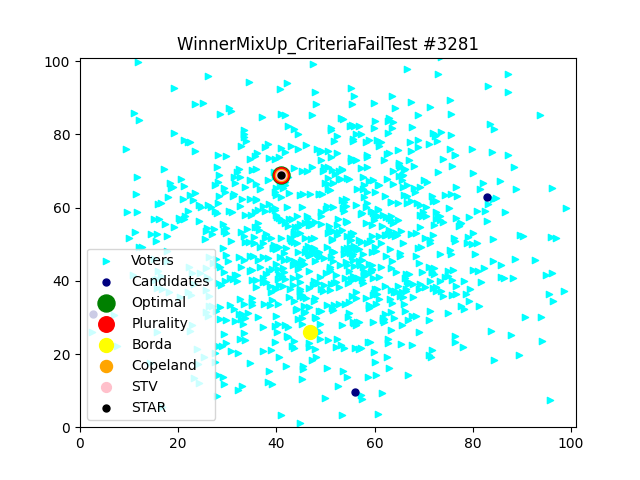 WinnerMixUp_CriteriaFailTest #3281
100
80
60
40
20
0
Voters
Candidates
Optimal
Plurality
Borda
Copeland
STV
STAR
0 20 40 60 80 100